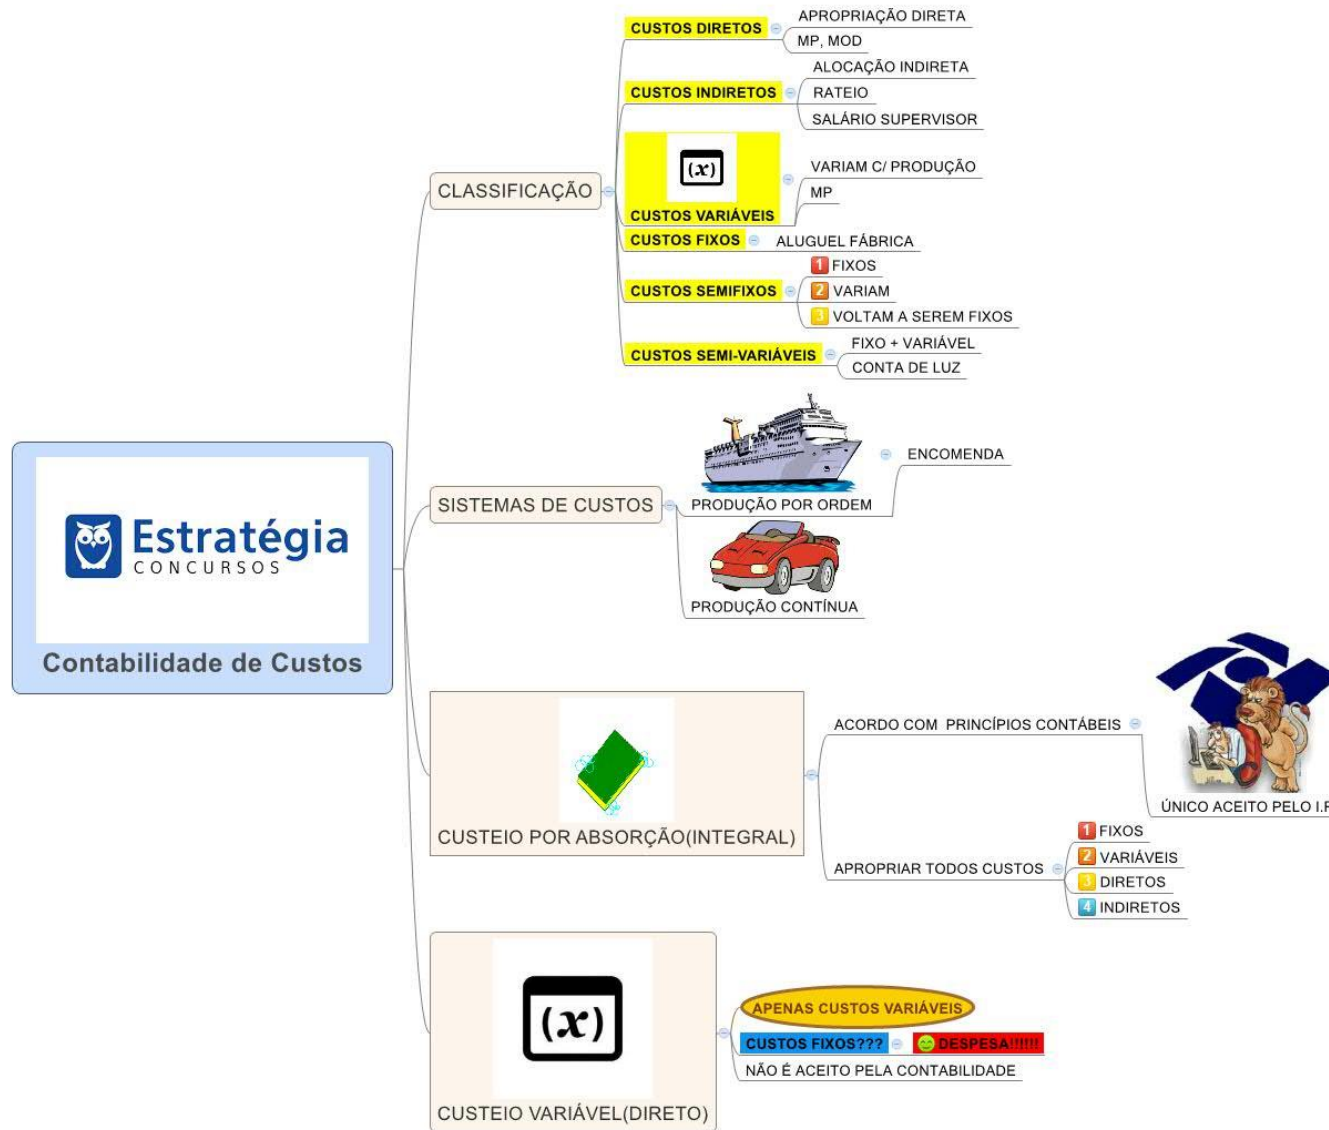 Estratégia
CONCURSOS
Contabilidade de Custos
CLASSIFICAÇÃO
CUSTOS DIRETOS
APROPRIAÇÃO DIRETA
MP, MOD
CUSTOS INDIRETOS
ALOCAÇÃO INDIRETA
RATEIO
SALÁRIO SUPERVISOR
(x)
CUSTOS VARIÁVEIS
VARIAM C/ PRODUÇÃO
MP
CUSTOS FIXOS
ALUGUEL FÁBRICA
CUSTOS SEMIFIXOS
1 FIXOS
2 VARIAM
3 VOLTAM A SEREM FIXOS
CUSTOS SEMI-VARIÁVEIS
FIXO + VARIÁVEL
CONTA DE LUZ
SISTEMAS DE CUSTOS
PRODUÇÃO POR ORDEM
ENCOMENDA
PRODUÇÃO CONTÍNUA
CUSTEIO POR ABSORÇÃO(INTEGRAL)
ACORDO COM PRINCÍPIOS CONTÁBEIS
ÚNICO ACEITO PELO I.R
APROPRIAR TODOS CUSTOS
1 FIXOS
2 VARIÁVEIS
3 DIRETOS
4 INDIRETOS
(x)
CUSTEIO VARIÁVEL(DIRETO)
APENAS CUSTOS VARIÁVEIS
CUSTOS FIXOS???
DESPESA!!!!!!
NÃO É ACEITO PELA CONTABILIDADE